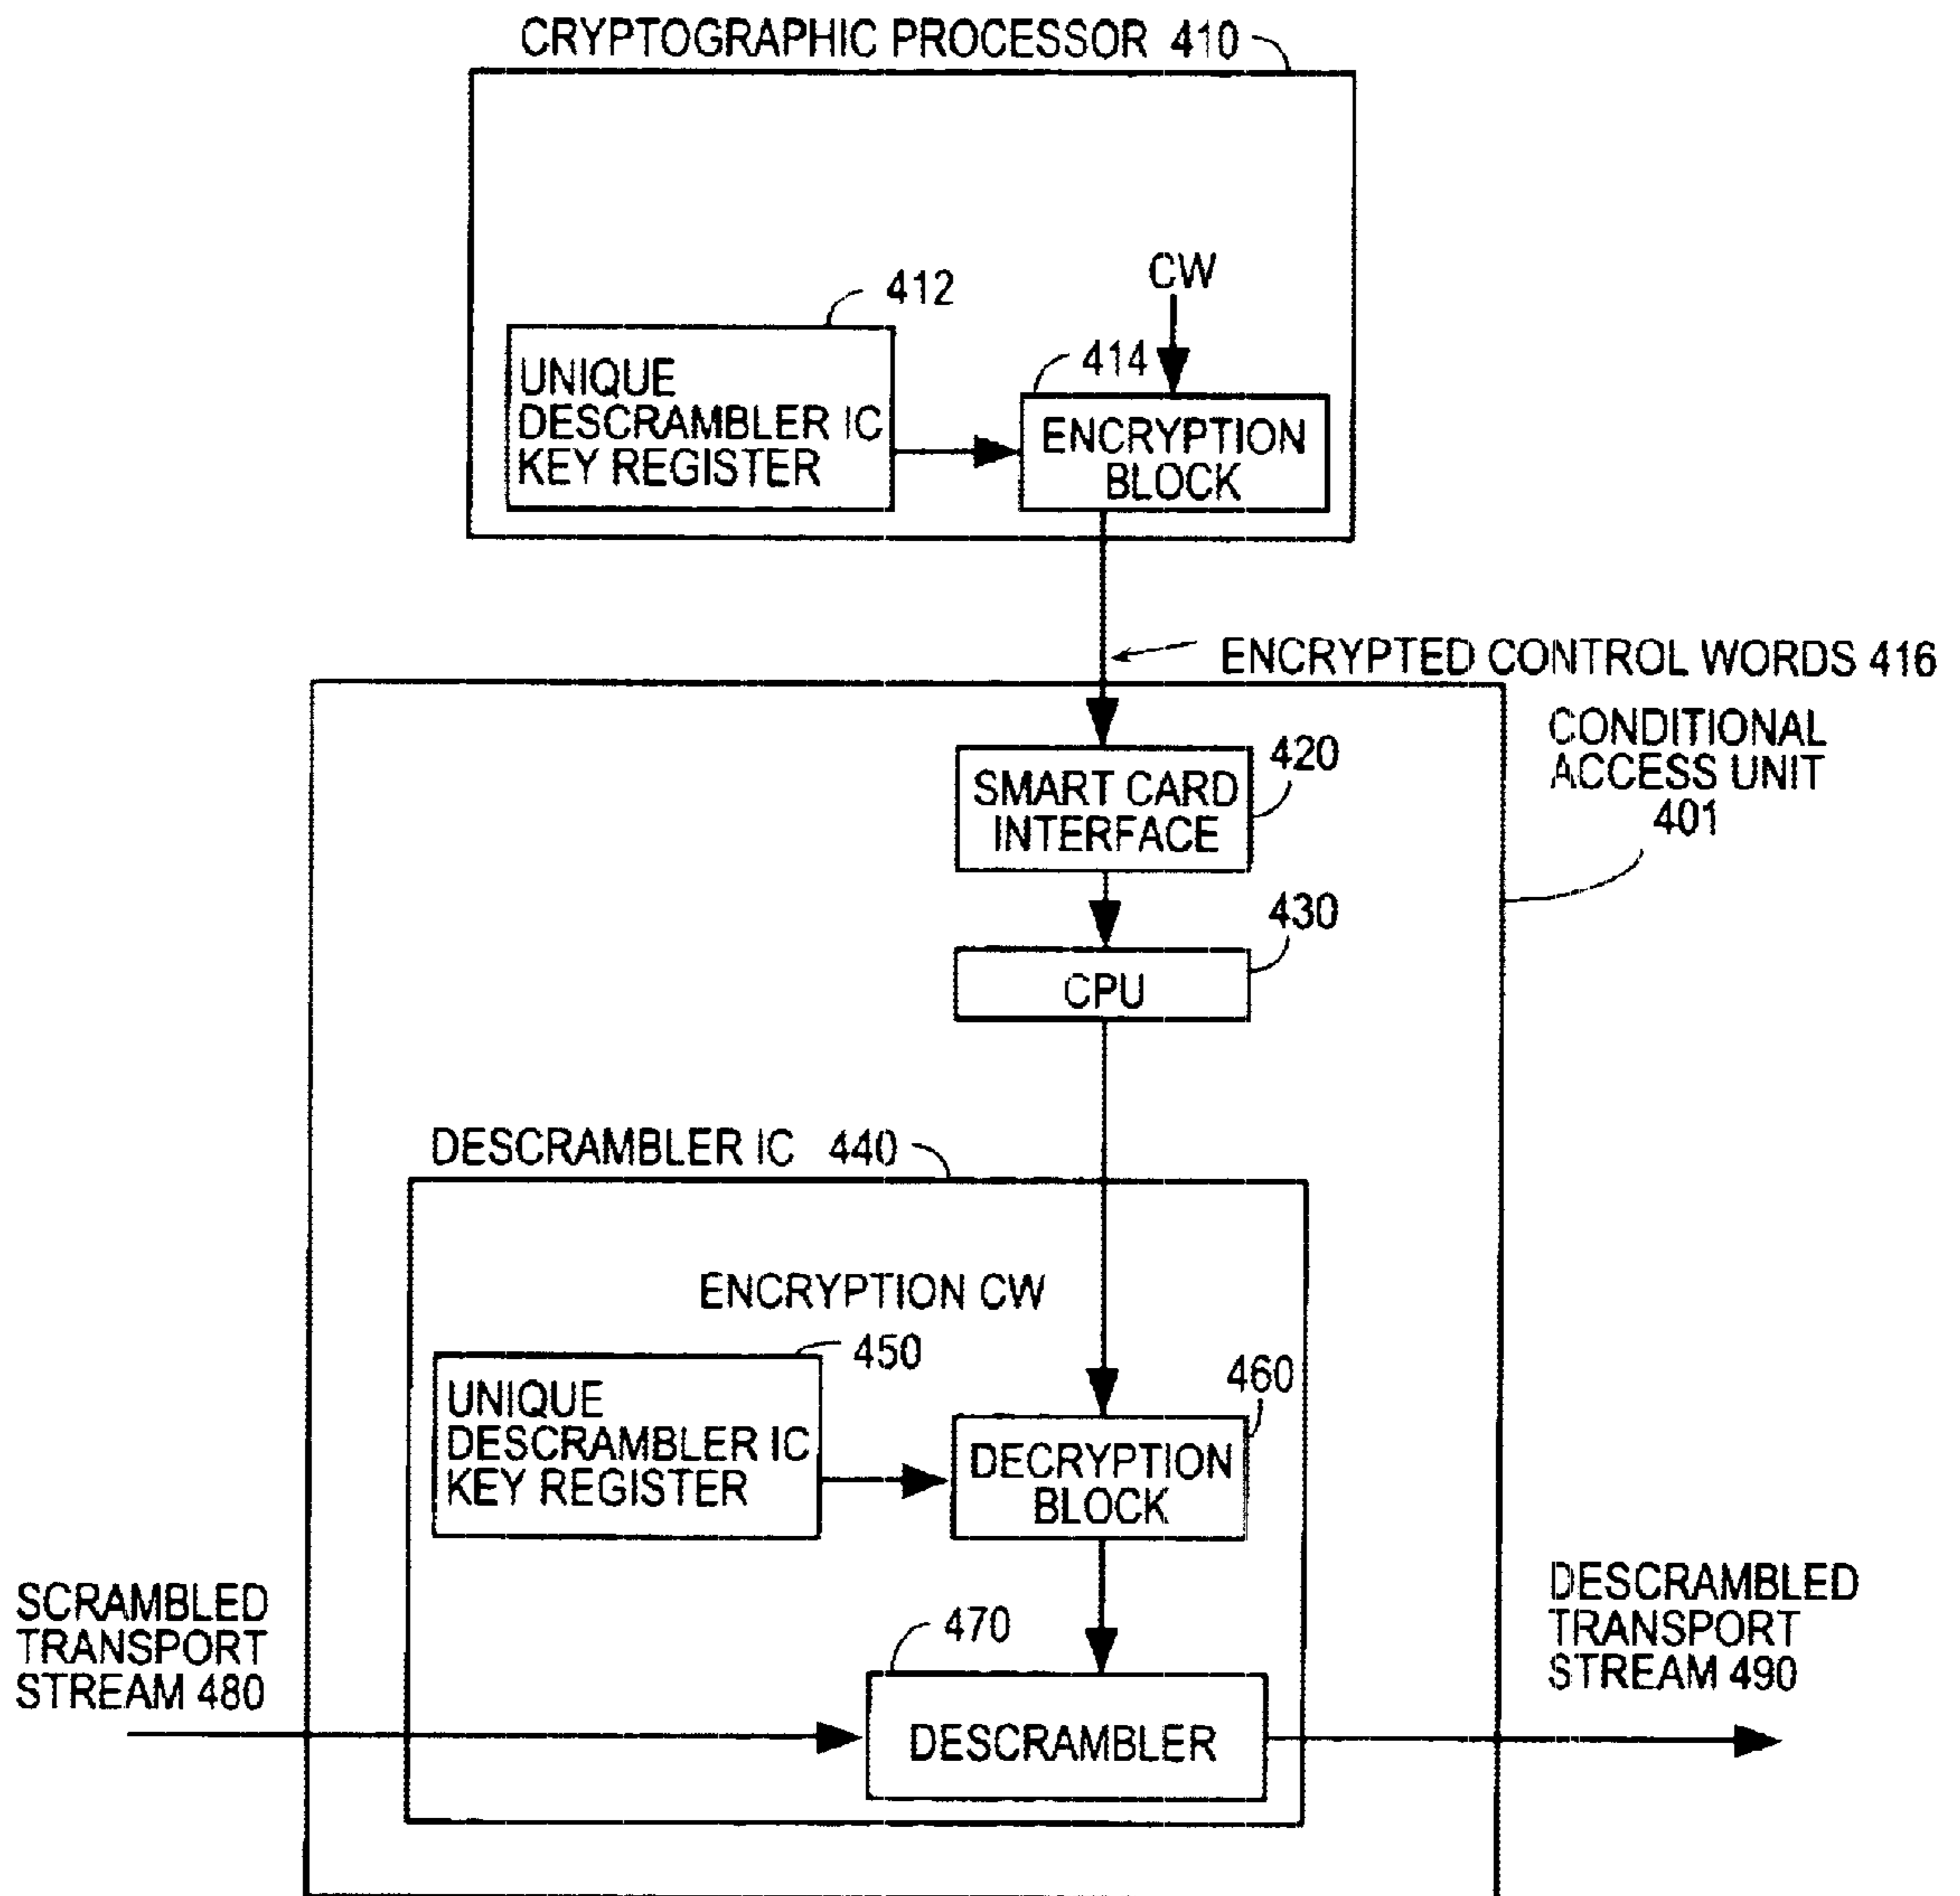 CRYPTOGRAPHIC PROCESSOR 410
412
CW
414
UNIQUE
DESCRAMBLER IC
KEY REGISTER
ENCRYPTION
BLOCK
ENCRYPTED CONTROL WORDS 416
CONDITIONAL
ACCESS UNIT
401
420
SMART CARD
INTERFACE
430
CPU
DESCRAMBLER IC 440
ENCRYPTION CW
450
UNIQUE
DESCRAMBLER IC
KEY REGISTER
460
DECRYPTION
BLOCK
SCRAMBLED
TRANSPORT
STREAM 480
470
DESCRAMBLER
DESCRAMBLED
TRANSPORT
STREAM 490